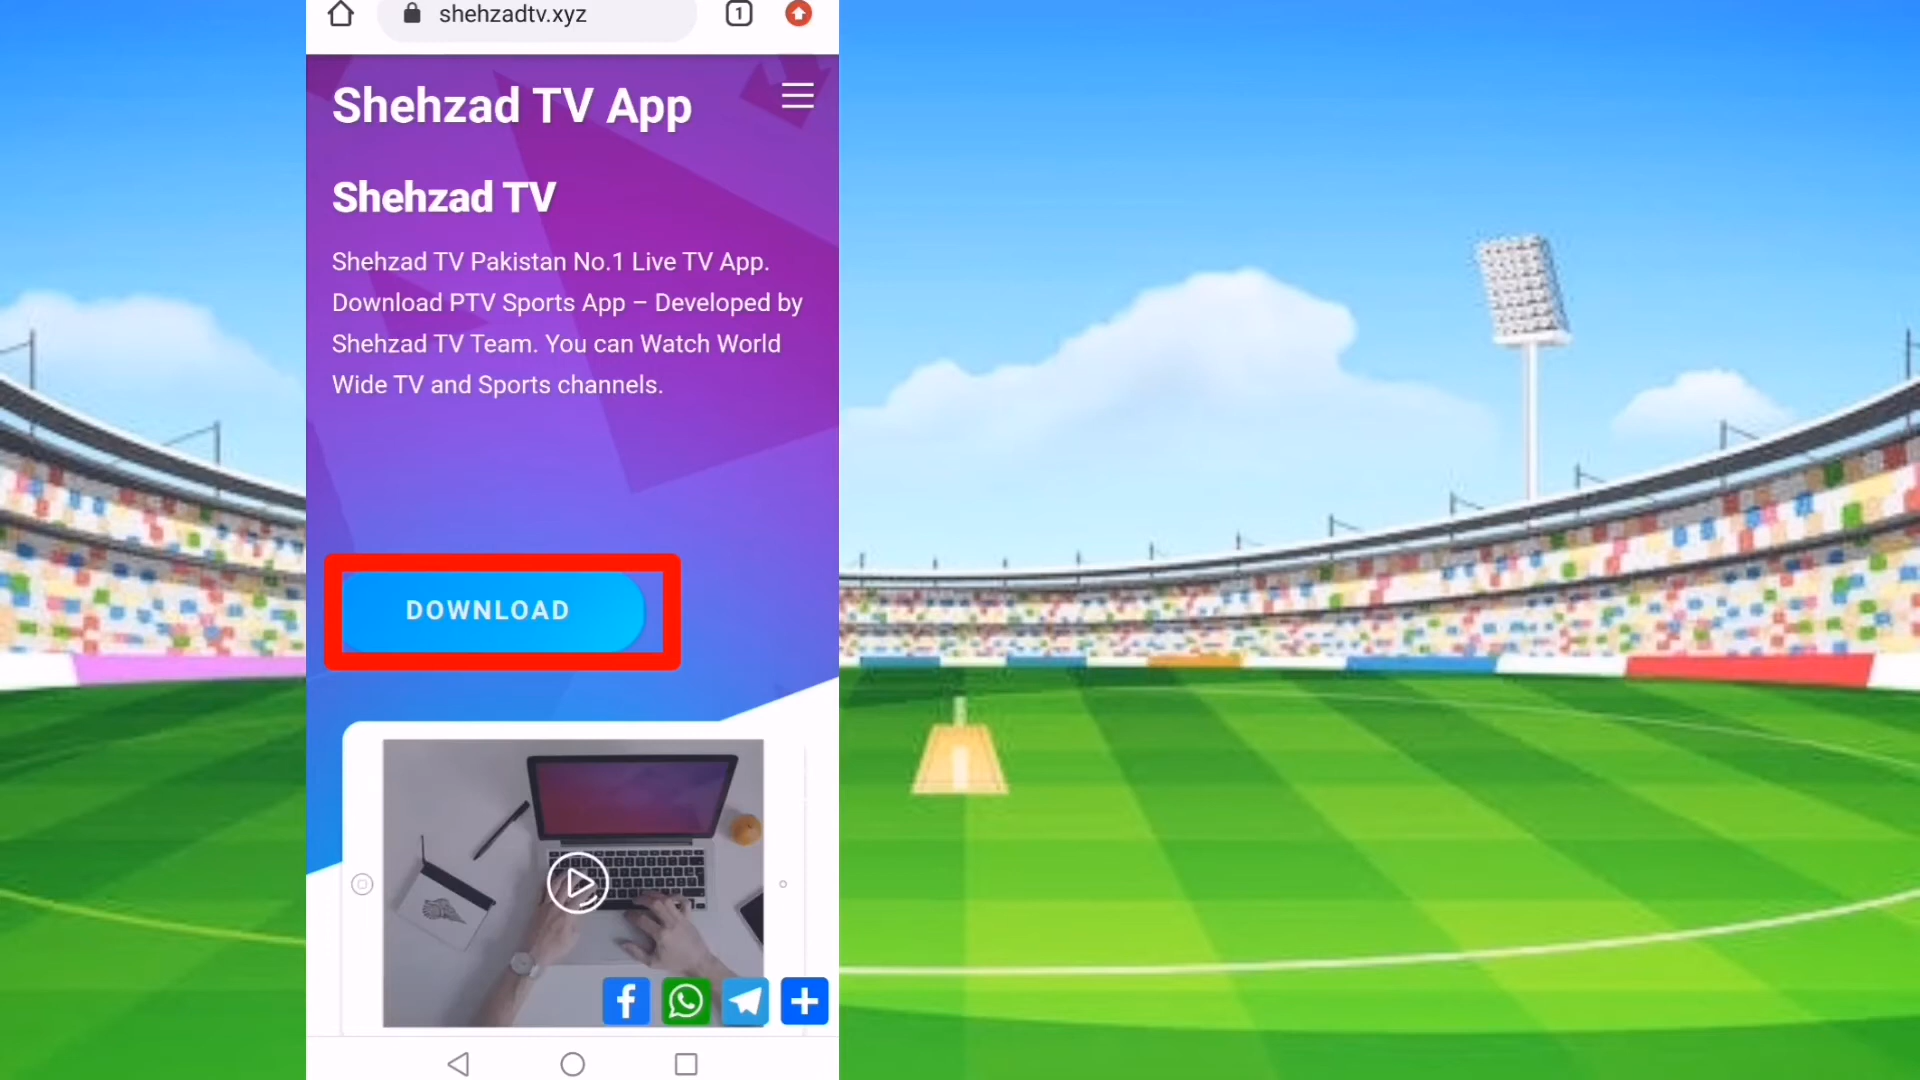 shehzadtv.xyz
1
Shehzad TV App
Shehzad TV
Shehzad TV Pakistan No.1 Live TV App.
Download PTV Sports App – Developed by
Shehzad TV Team. You can Watch World
Wide TV and Sports channels.
DOWNLOAD